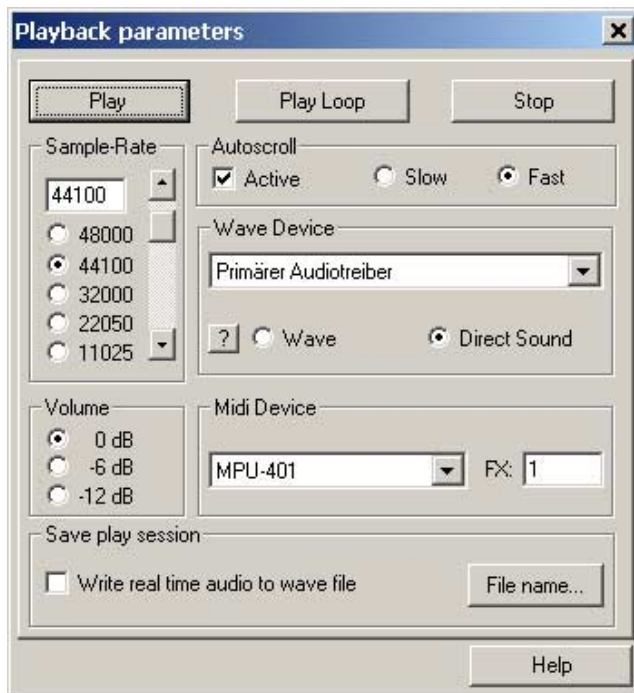 Playback parameters
Play Play Loop Stop
Sample-Rate
44100
48000
44100
32000
22050
11025
Autoscroll
Active Slow Fast
Wave Device
Primärer Audiotreiber
? Wave Direct Sound
Volume
0 dB
-6 dB
-12 dB
Midi Device
MPU-401 FX: 1
Save play session
Write real time audio to wave file File name...
Help